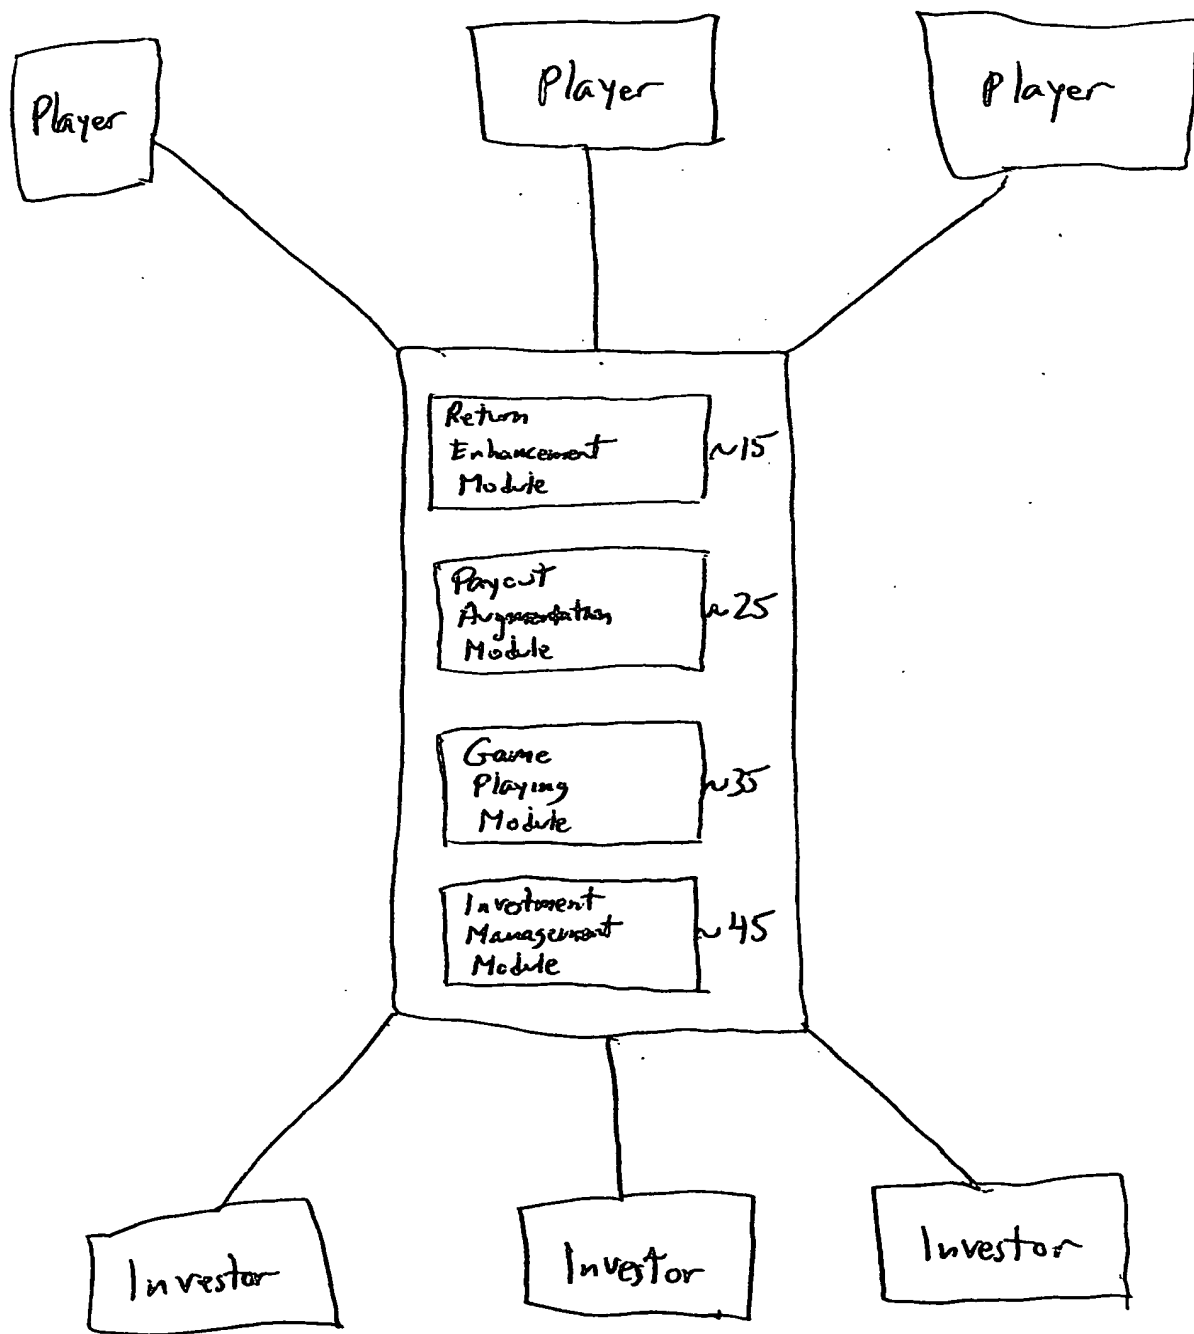 Player
Player
Player
Return
Enhancement
Module
~15
Payout
Augmentation
Module
~25
Game
Playing
Module
~35
Invotment
Management
Module
~45
Investor
Investor
Investor